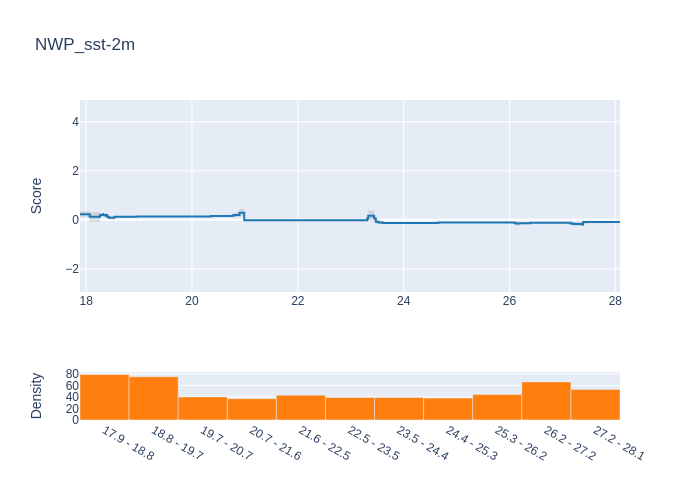 NWP_sst-2m
Score
4
2
0
−2
18 20 22 24 26 28
Density
80
60
40
20
0
17.9 - 18.8
18.8 - 19.7
19.7 - 20.7
20.7 - 21.6
21.6 - 22.5
22.5 - 23.5
23.5 - 24.4
24.4 - 25.3
25.3 - 26.2
26.2 - 27.2
27.2 - 28.1